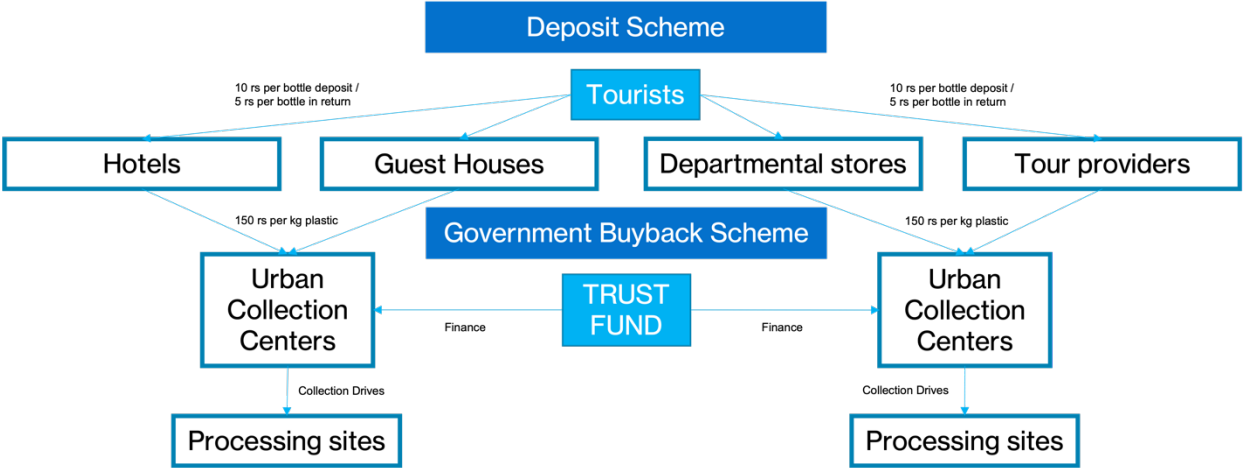 Deposit Scheme
10 rs per bottle deposit /
5 rs per bottle in return
Tourists
10 rs per bottle deposit /
5 rs per bottle in return
Hotels
Guest Houses
Departmental stores
Tour providers
150 rs per kg plastic
Government Buyback Scheme
150 rs per kg plastic
Urban
Collection
Centers
TRUST
FUND
Urban
Collection
Centers
Finance
Finance
Collection Drives
Collection Drives
Processing sites
Processing sites